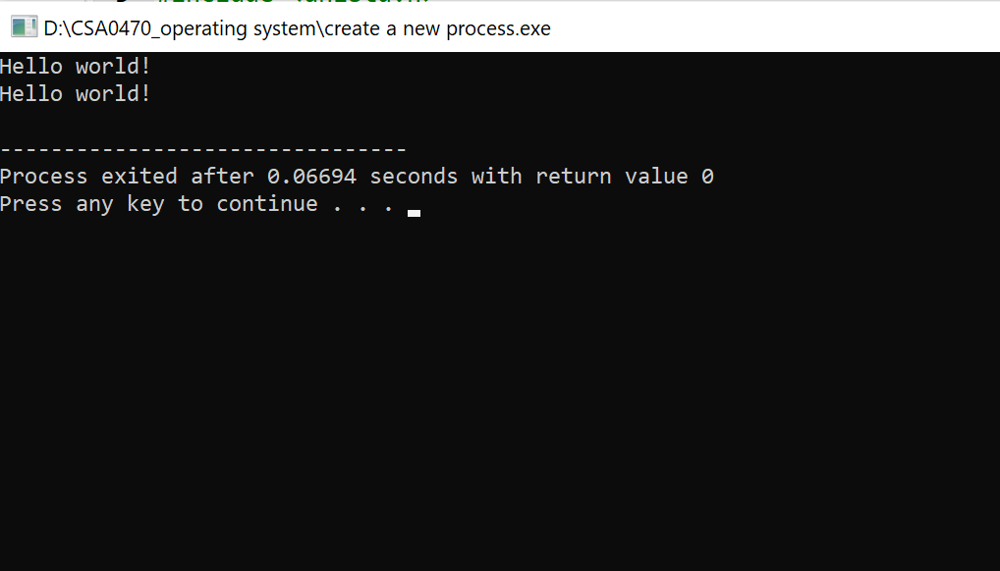 D:\CSA0470_operating system\create a new process.exe
Hello world!
Hello world!
--------------------------------
Process exited after 0.06694 seconds with return value 0
Press any key to continue . . .